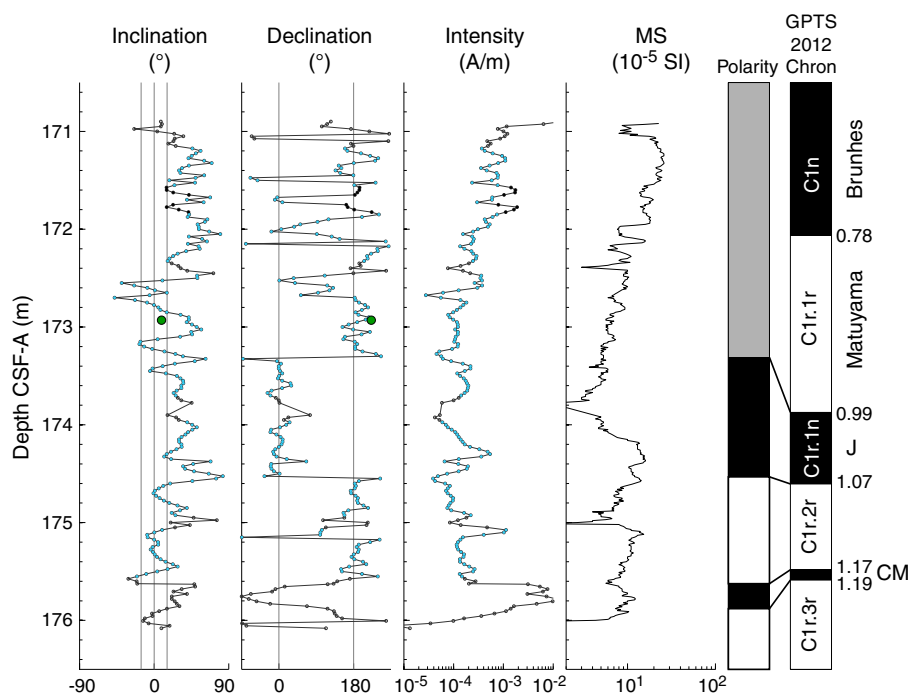 Inclination
(°)
Declination
(°)
Intensity
(A/m)
MS
(10⁻⁵ SI)
Polarity
GPTS
2012
Chron
Depth CSF-A (m)
171
172
173
174
175
176
-90 0 90
0 180
10⁻⁵ 10⁻⁴ 10⁻³ 10⁻²
10¹ 10²
C1n
Brunhes
0.78
C1r.1r
Matuyama
0.99
C1r.1n
J
1.07
C1r.2r
1.17
CM
1.19
C1r.3r